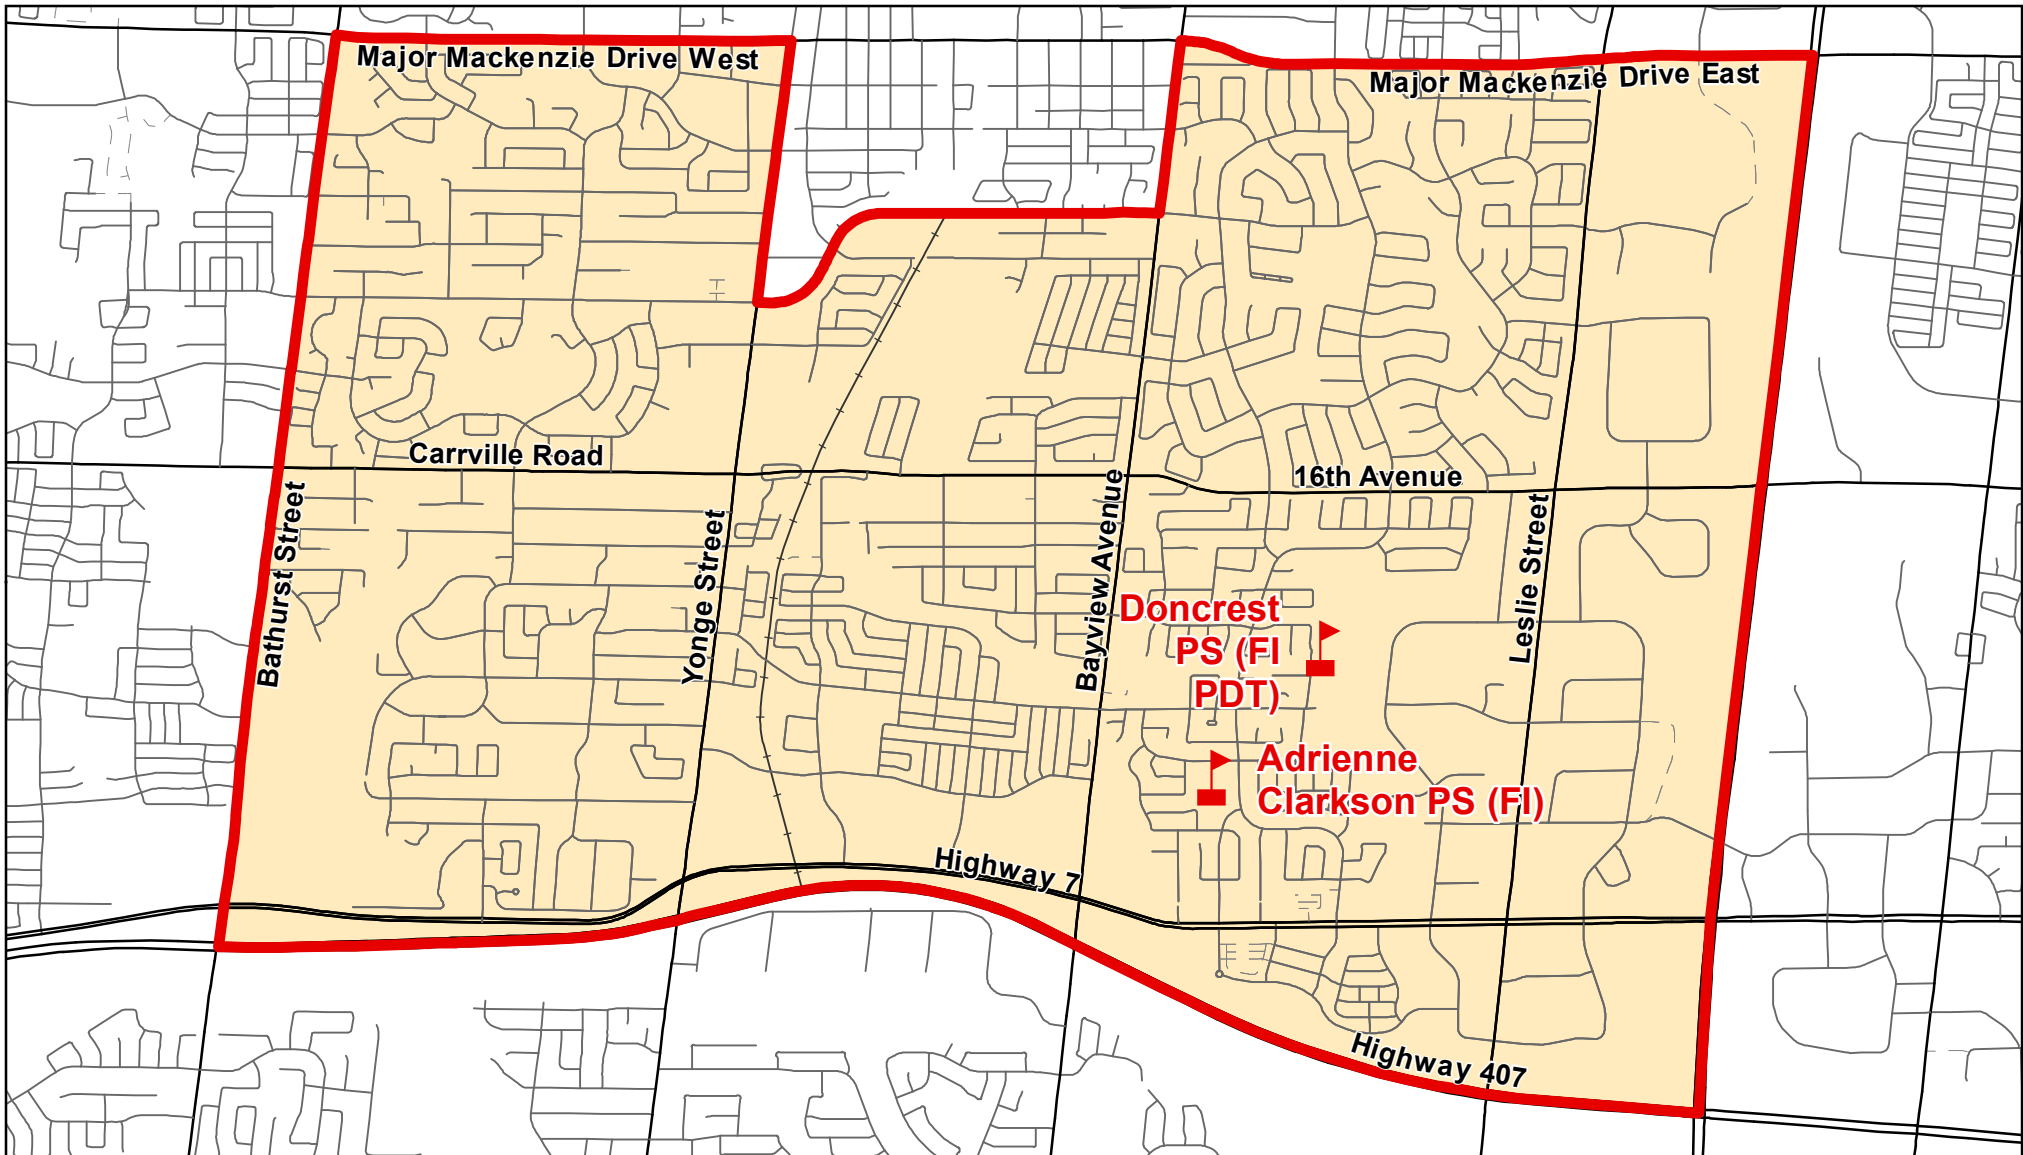 Major Mackenzie Drive West
Major Mackenzie Drive East
Carrville Road
16th Avenue
Bathurst Street
Yonge Street
Bayview Avenue
Leslie Street
Doncrest
PS (FI
PDT)
Adrienne
Clarkson PS (FI)
Highway 7
Highway 407